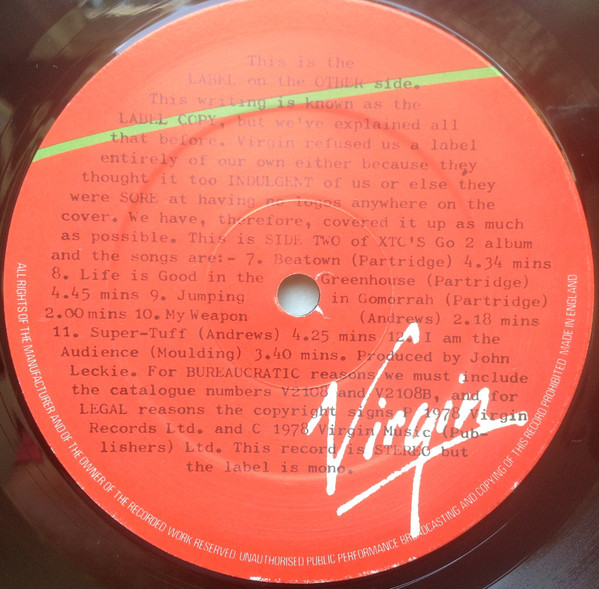 This is the
LABEL on the OTHER side.
This writing is known as the
LABEL COPY, but we've explained all
that before. Virgin refused us a label
entirely of our own either because they
thought it too INDULGENT of us or else they
were SORE at having no logos anywhere on the
cover. We have, therefore, covered it up as much
as possible. This is SIDE TWO of XTC'S Go 2 album
and the songs are:- 7. Beatown (Partridge) 4.34 mins
8. Life is Good in the Greenhouse (Partridge)
4.45 mins 9. Jumping in Gomorrah (Partridge)
2.00 mins 10. My Weapon (Andrews) 2.18 mins
11. Super-Tuff (Andrews) 4.25 mins 12. I am the
Audience (Moulding) 3.40 mins. Produced by John
Leckie. For BUREAUCRATIC reasons we must include
the catalogue numbers V2108 and V2108B, and for
LEGAL reasons the copyright signs P 1978 Virgin
Records Ltd. and C 1978 Virgin Music (Pub-
lishers) Ltd. This record is STEREO but
the label is mono.
Virgin
ALL RIGHTS OF THE MANUFACTURER AND OF THE OWNER OF THE RECORDED WORK RESERVED. UNAUTHORISED PUBLIC PERFORMANCE BROADCASTING AND COPYING OF THIS RECORD PROHIBITED. MADE IN ENGLAND